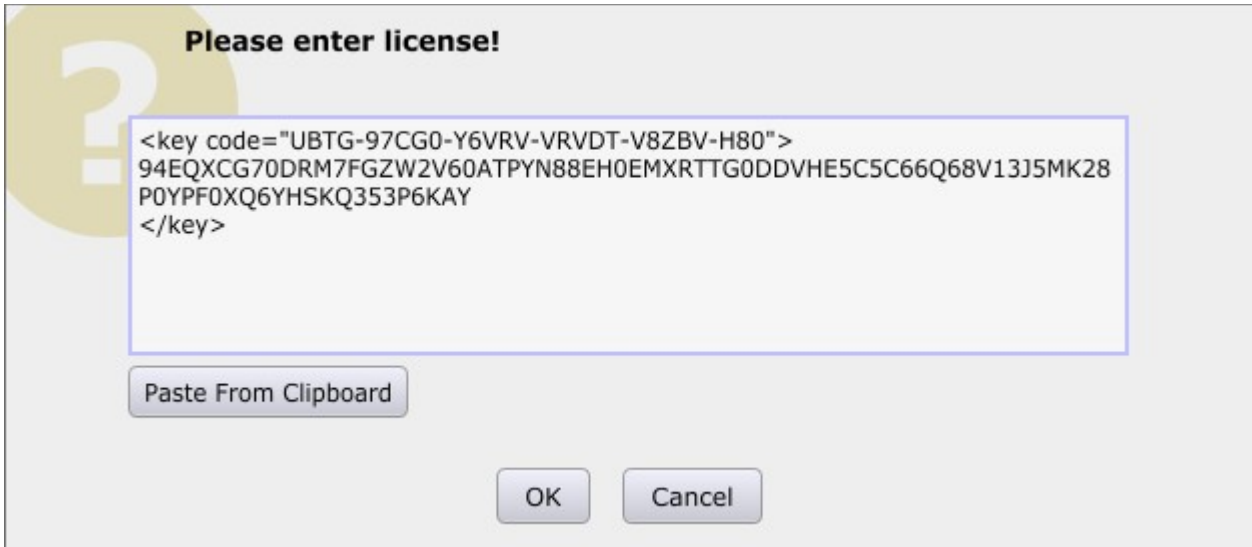 ?
Please enter license!
<key code="UBTG-97CG0-Y6VRV-VRVDT-V8ZBV-H80">
94EQXCG70DRM7FGZW2V60ATPYN88EH0EMXRTTG0DDVHE5C5C66Q68V13J5MK28
P0YPF0XQ6YHSKQ353P6KAY
</key>
Paste From Clipboard
OK
Cancel